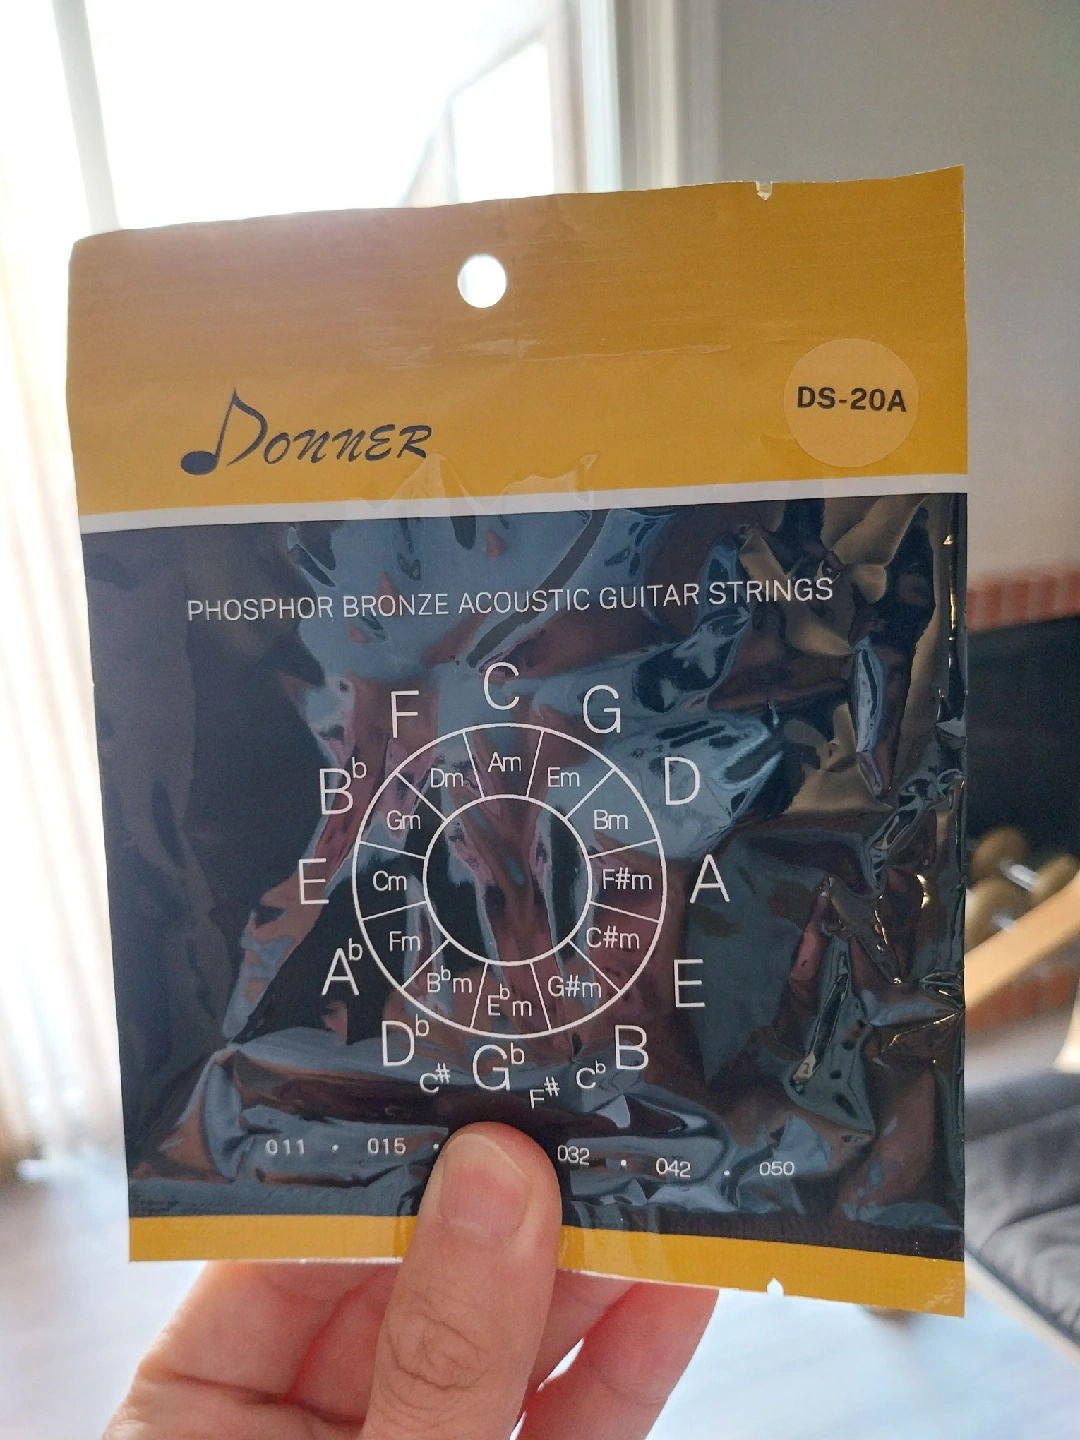 DONNER
DS-20A
PHOSPHOR BRONZE ACOUSTIC GUITAR STRINGS
C
G
D
A
E
B
Cb
F#
Gb
C#
Db
Ab
E
Bb
F
Am
Em
Bm
F#m
C#m
G#m
Ebm
Bbm
Fm
Cm
Gm
Dm
011 · 015 · 032 · 042 · 050